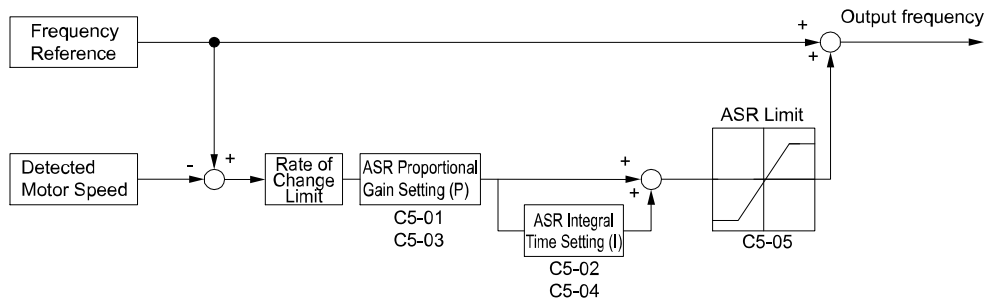 Frequency
Reference
Output frequency
+
+
Detected
Motor Speed
-
+
Rate of
Change
Limit
ASR Proportional
Gain Setting (P)
C5-01
C5-03
+
+
ASR Integral
Time Setting (I)
C5-02
C5-04
ASR Limit
C5-05